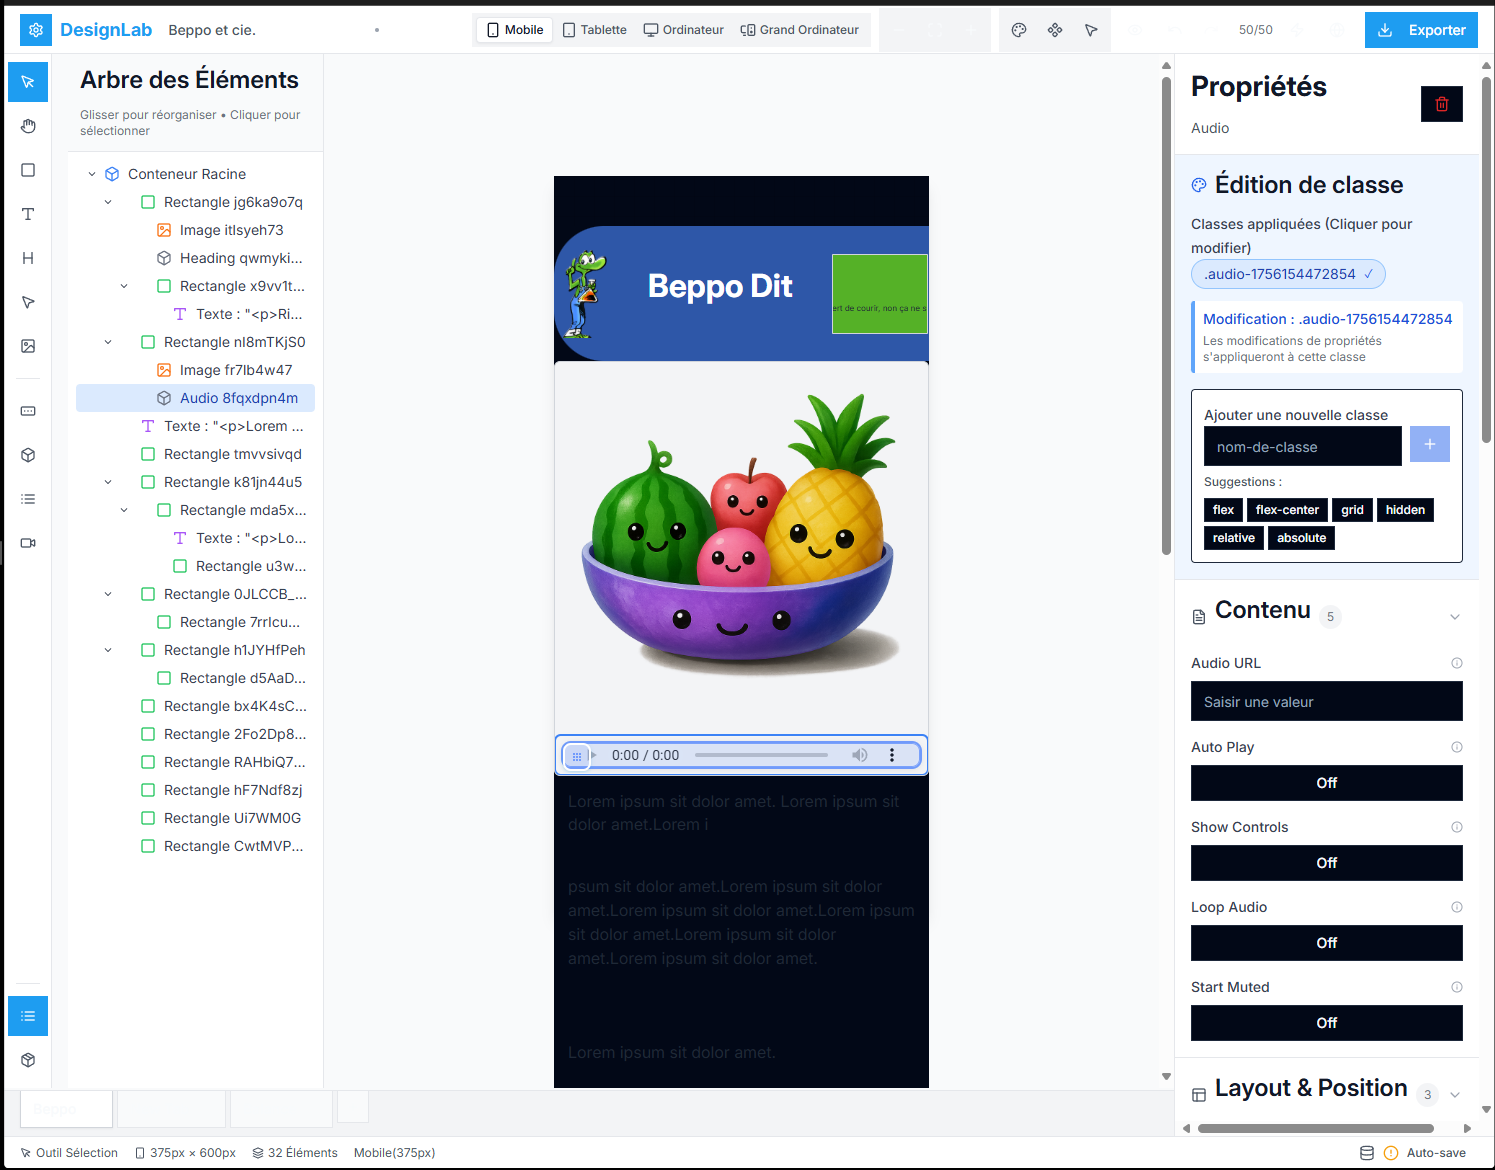 DesignLab
Beppo et cie.
Mobile
Tablette
Ordinateur
Grand Ordinateur
50/50
Exporter
Arbre des Éléments
Glisser pour réorganiser • Cliquer pour
sélectionner
Conteneur Racine
Rectangle jg6ka9o7q
Image itlsyeh73
Heading qwmyki...
Rectangle x9vv1t...
Texte : "<p>Ri...
Rectangle nI8mTKjS0
Image fr7lb4w47
Audio 8fqxdpn4m
Texte : "<p>Lorem ...
Rectangle tmvvsivqd
Rectangle k81jn44u5
Rectangle mda5x...
Texte : "<p>Lo...
Rectangle u3w...
Rectangle 0JLCCB_...
Rectangle 7rrIcu...
Rectangle h1JYHfPeh
Rectangle d5AaD...
Rectangle bx4K4sC...
Rectangle 2Fo2Dp8...
Rectangle RAHbiQ7...
Rectangle hF7Ndf8zj
Rectangle Ui7WM0G
Rectangle CwtMVP...
Beppo Dit
ert de courir, non ça ne s
0:00 / 0:00
Lorem ipsum sit dolor amet. Lorem ipsum sit
dolor amet.Lorem i
psum sit dolor amet.Lorem ipsum sit dolor
amet.Lorem ipsum sit dolor amet.Lorem ipsum
sit dolor amet.Lorem ipsum sit dolor
amet.Lorem ipsum sit dolor amet.
Lorem ipsum sit dolor amet.
Propriétés
Audio
Édition de classe
Classes appliquées (Cliquer pour
modifier)
.audio-1756154472854 ✓
Modification : .audio-1756154472854
Les modifications de propriétés
s'appliqueront à cette classe
Ajouter une nouvelle classe
nom-de-classe
+
Suggestions :
flex
flex-center
grid
hidden
relative
absolute
Contenu 5
Audio URL
Saisir une valeur
Auto Play
Off
Show Controls
Off
Loop Audio
Off
Start Muted
Off
Layout & Position 3
Beppo
Outil Sélection
375px × 600px
32 Éléments
Mobile(375px)
Auto-save